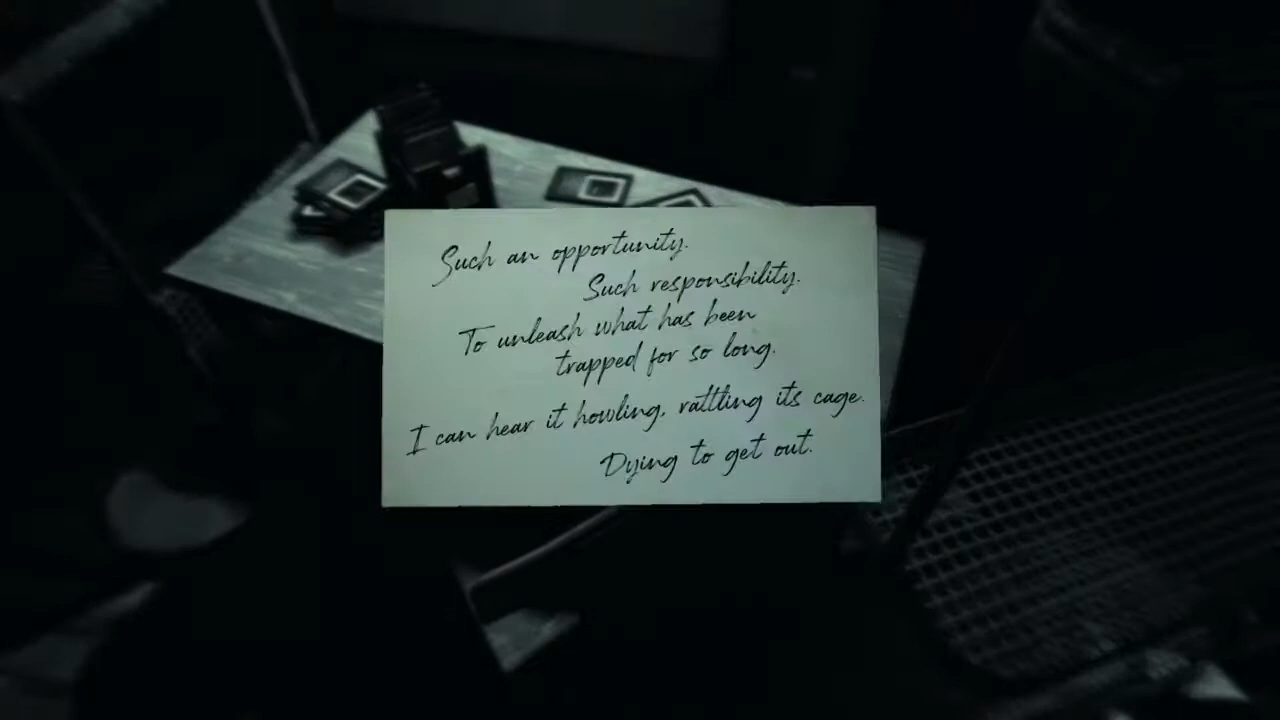 Such an opportunity.
Such responsibility.
To unleash what has been
trapped for so long.
I can hear it howling, rattling its cage.
Dying to get out.